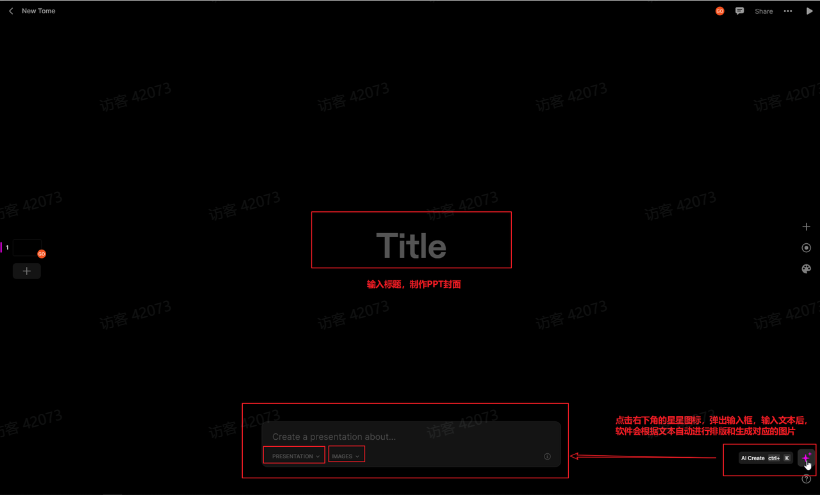 New Tome
SG
Share
访客 42073
访客 42073
访客 42073
访客 42073
访客 42073
访客 42073
访客 42073
访客 42073
Title
1
SG
输入标题，制作PPT封面
访客 42073
访客 42073
访客 42073
访客 42073
访客 42073
访客 42073
访客 42073
点击右下角的星星图标，弹出输入框，输入文本后，
软件会根据文本自动进行排版和生成对应的图片
Create a presentation about...
PRESENTATION
IMAGES
AI Create ctrl+ K